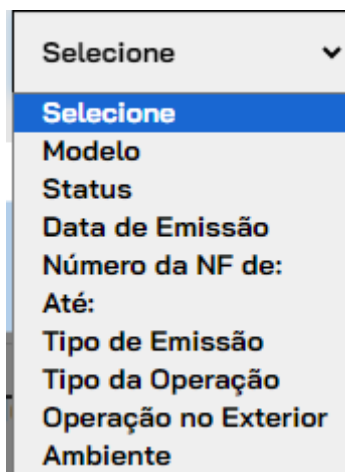 Selecione
Selecione
Modelo
Status
Data de Emissão
Número da NF de:
Até:
Tipo de Emissão
Tipo da Operação
Operação no Exterior
Ambiente